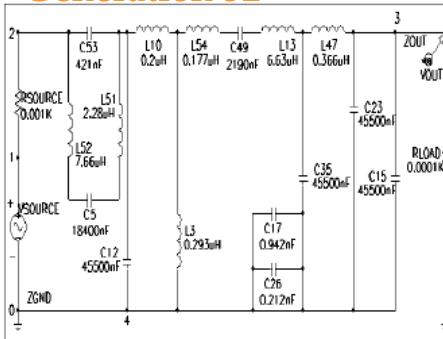 2
C53
421nF
L10
0.2uH
L54
0.177uH
C49
2190nF
L13
6.63uH
L47
0.366uH
3
ZOUT
VOUT
RSOURCE
0.001K
L51
2.28uH
L52
7.66uH
C23
45500nF
1
C35
45500nF
C15
45500nF
RLOAD
0.0001K
C5
18400nF
+
VSOURCE
-
C12
45500nF
L3
0.293uH
C17
0.942nF
C26
0.212nF
ZGND
0
4
0